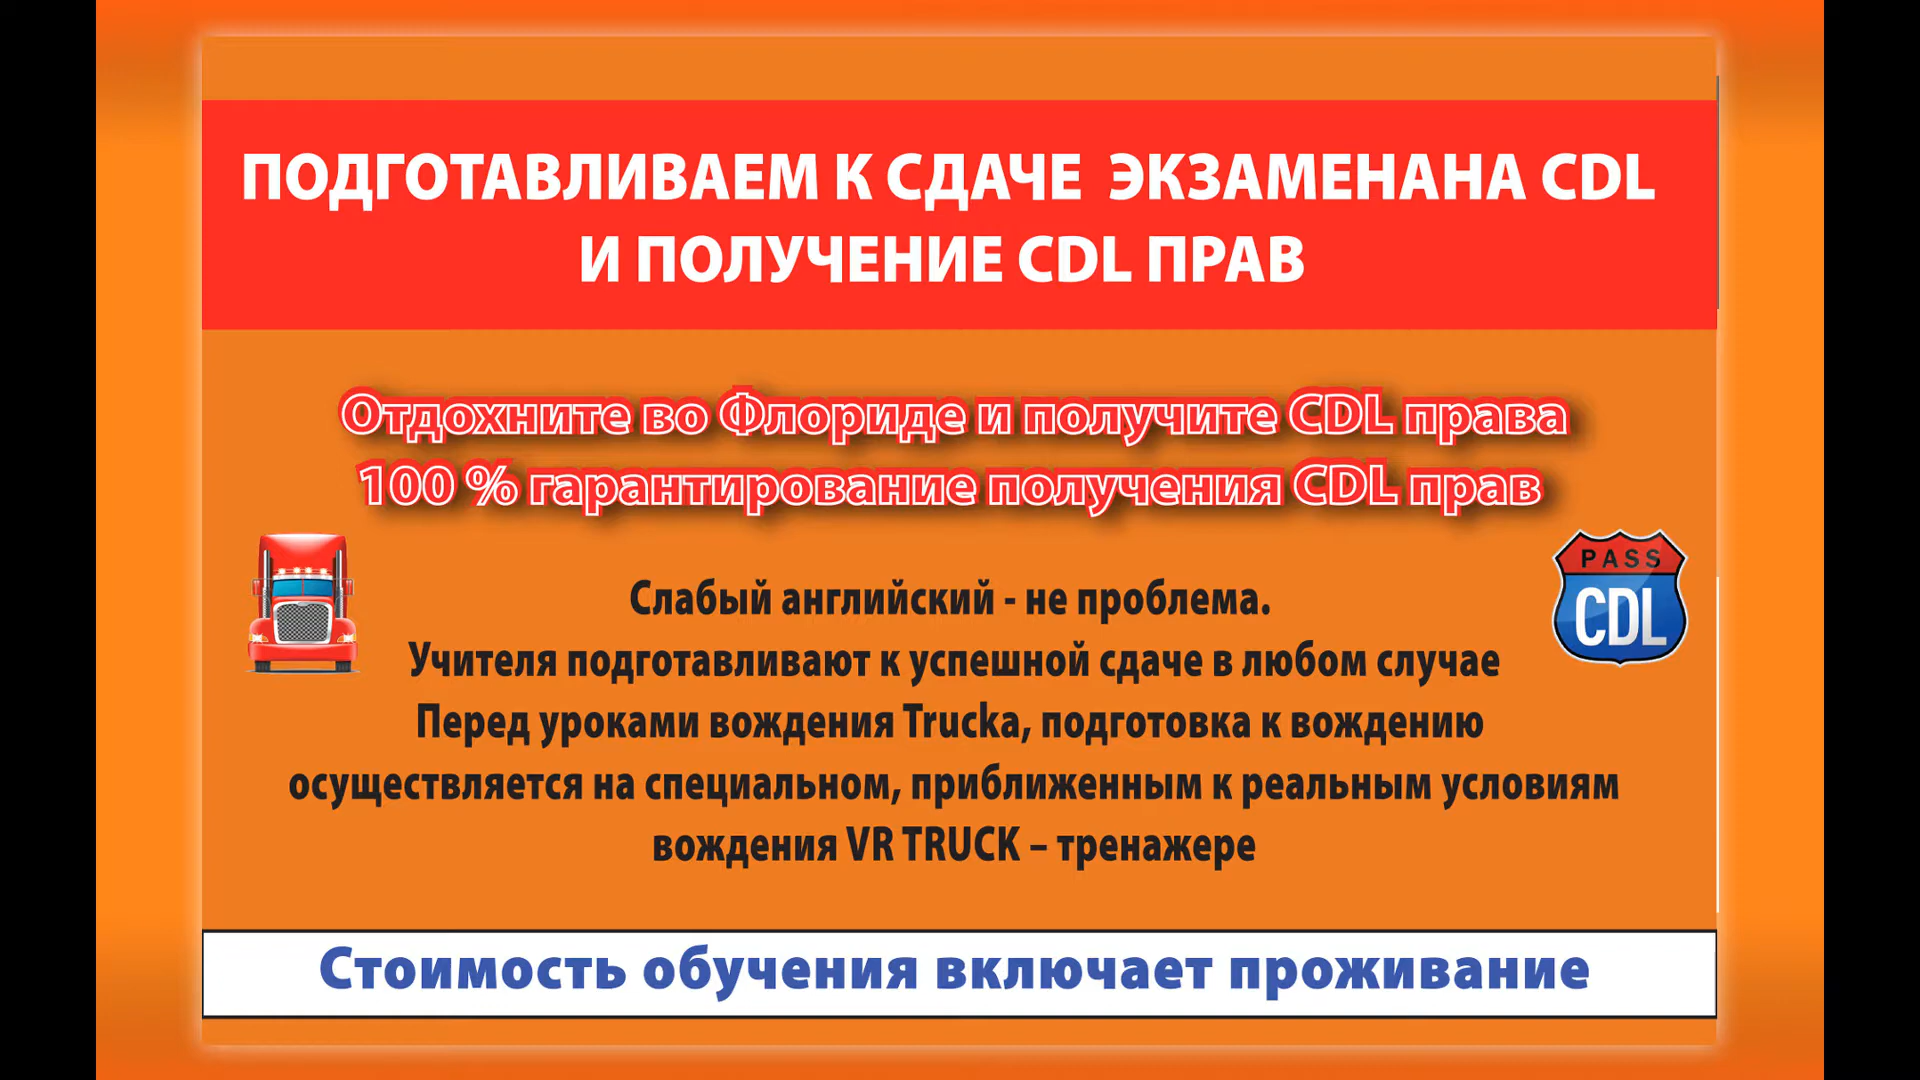 ПОДГОТАВЛИВАЕМ К СДАЧЕ ЭКЗАМЕНАНА CDL
И ПОЛУЧЕНИЕ CDL ПРАВ
Отдохните во Флориде и получите CDL права
100 % гарантирование получения CDL прав
PASS
CDL
Слабый английский - не проблема.
Учителя подготавливают к успешной сдаче в любом случае
Перед уроками вождения Truckа, подготовка к вождению
осуществляется на специальном, приближенным к реальным условиям
вождения VR TRUCK – тренажере
Стоимость обучения включает проживание